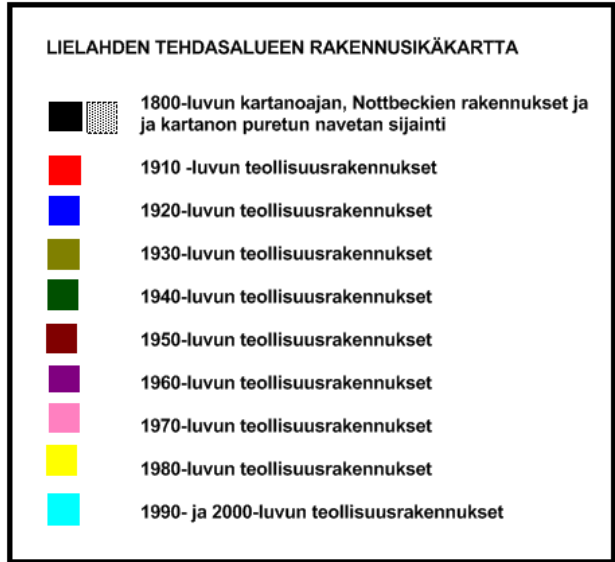 LIELAHDEN TEHDASALUEEN RAKENNUSIKÄKARTTA
1800-luvun kartanoajan, Nottbeckien rakennukset ja
ja kartanon puretun navetan sijainti
1910 -luvun teollisuusrakennukset
1920-luvun teollisuusrakennukset
1930-luvun teollisuusrakennukset
1940-luvun teollisuusrakennukset
1950-luvun teollisuusrakennukset
1960-luvun teollisuusrakennukset
1970-luvun teollisuusrakennukset
1980-luvun teollisuusrakennukset
1990- ja 2000-luvun teollisuusrakennukset